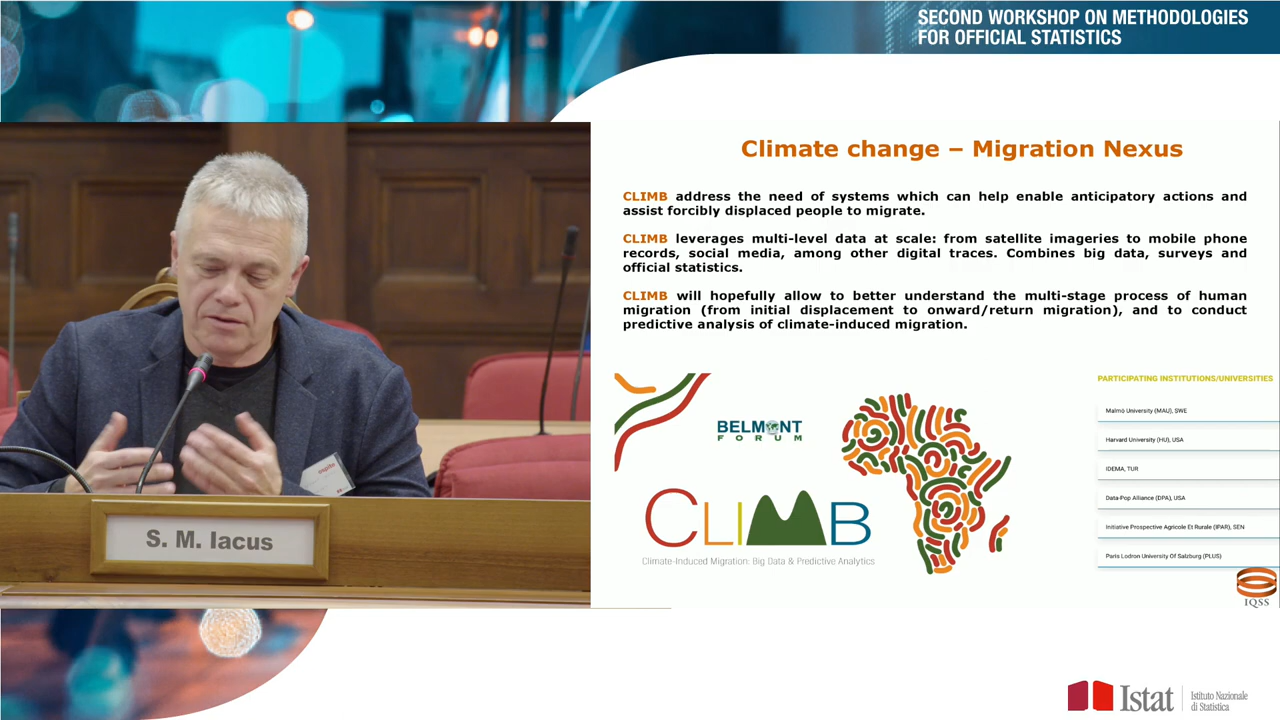 SECOND WORKSHOP ON METHODOLOGIES
FOR OFFICIAL STATISTICS
Climate change – Migration Nexus
CLIMB address the need of systems which can help enable anticipatory actions and
assist forcibly displaced people to migrate.
CLIMB leverages multi-level data at scale: from satellite imageries to mobile phone
records, social media, among other digital traces. Combines big data, surveys and
official statistics.
CLIMB will hopefully allow to better understand the multi-stage process of human
migration (from initial displacement to onward/return migration), and to conduct
predictive analysis of climate-induced migration.
BELMONT
FORUM
CLIMB
Climate-Induced Migration: Big Data & Predictive Analytics
PARTICIPATING INSTITUTIONS/UNIVERSITIES
Malmö University (MAU), SWE
Harvard University (HU), USA
IDEMA, TUR
Data-Pop Alliance (DPA), USA
Initiative Prospective Agricole Et Rurale (IPAR), SEN
Paris Lodron University Of Salzburg (PLUS)
IQSS
S. M. Iacus
Istat
Istituto Nazionale
di Statistica